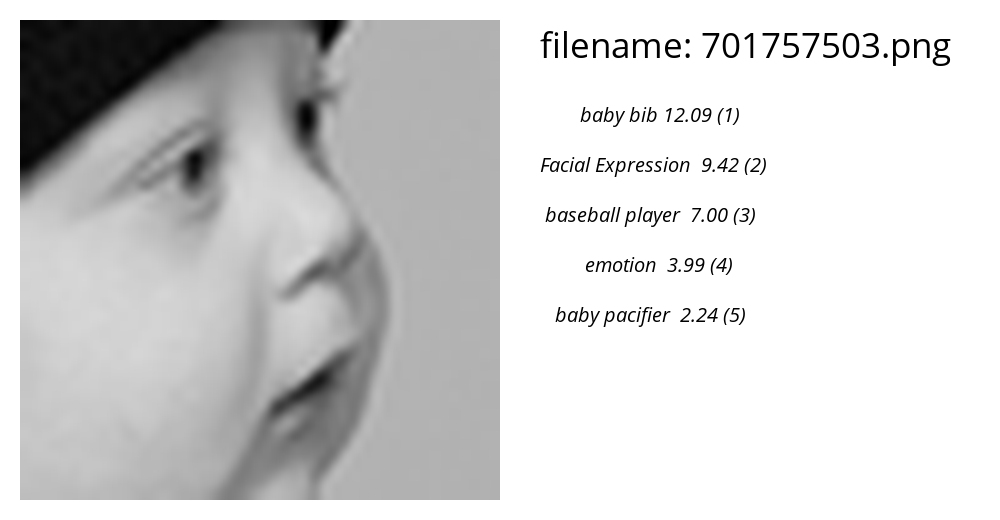 filename: 701757503.png
baby bib 12.09 (1)
Facial Expression 9.42 (2)
baseball player 7.00 (3)
emotion 3.99 (4)
baby pacifier 2.24 (5)